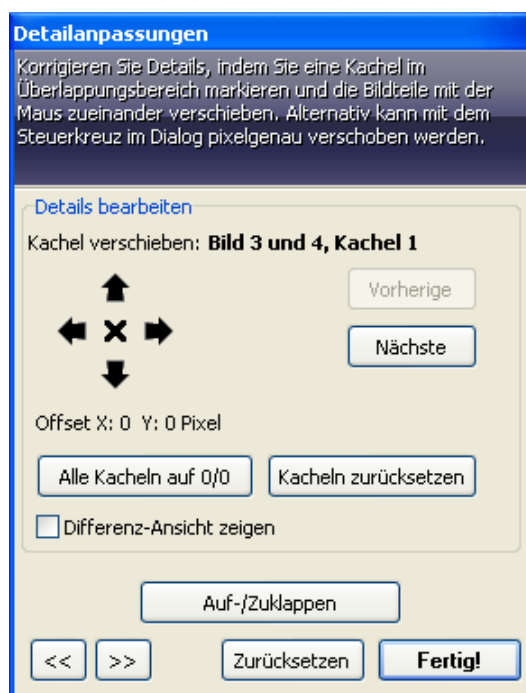 Detailanpassungen
Korrigieren Sie Details, indem Sie eine Kachel im
Überlappungsbereich markieren und die Bildteile mit der
Maus zueinander verschieben. Alternativ kann mit dem
Steuerkreuz im Dialog pixelgenau verschoben werden.
Details bearbeiten
Kachel verschieben: Bild 3 und 4, Kachel 1
Vorherige
Nächste
Offset X: 0 Y: 0 Pixel
Alle Kacheln auf 0/0 Kacheln zurücksetzen
Differenz-Ansicht zeigen
Auf-/Zuklappen
<< >> Zurücksetzen Fertig!